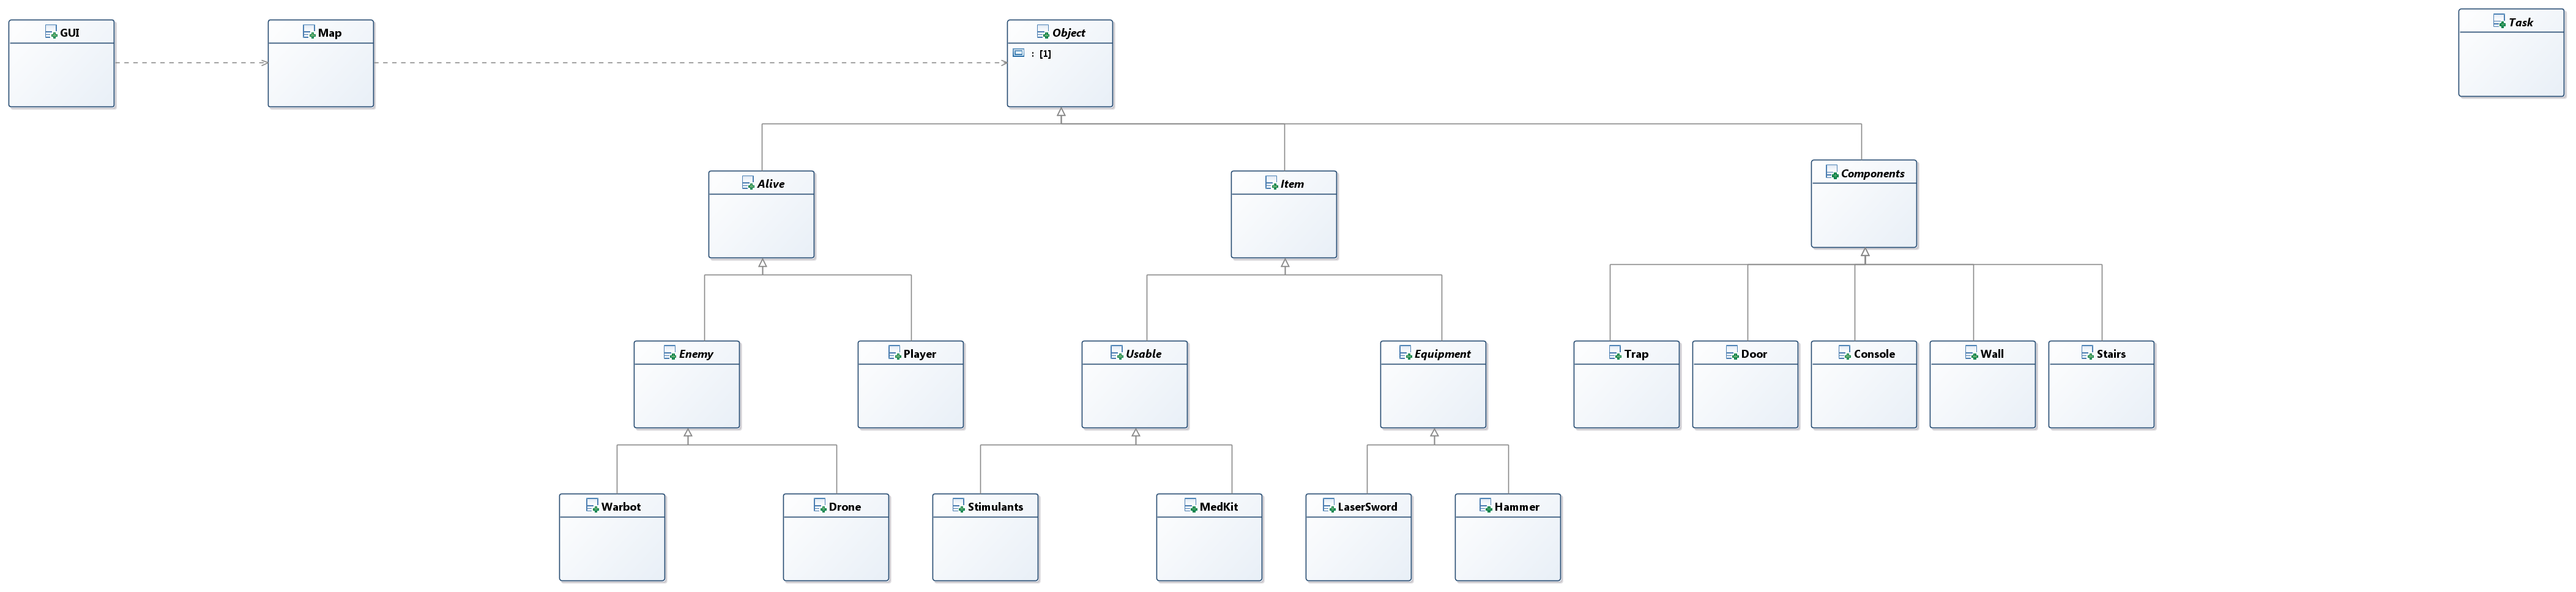 GUI
Map
Object
Task
: [1]
Alive
Item
Components
Enemy
Player
Usable
Equipment
Trap
Door
Console
Wall
Stairs
Warbot
Drone
Stimulants
MedKit
LaserSword
Hammer